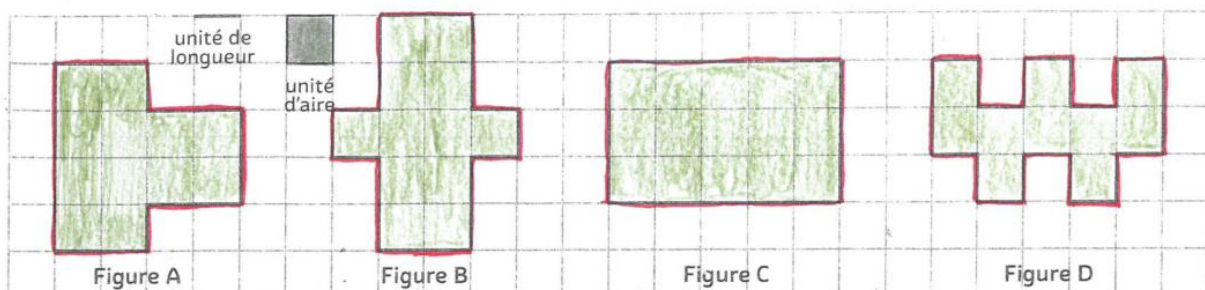 unité de
longueur
unité
d'aire
Figure A
Figure B
Figure C
Figure D